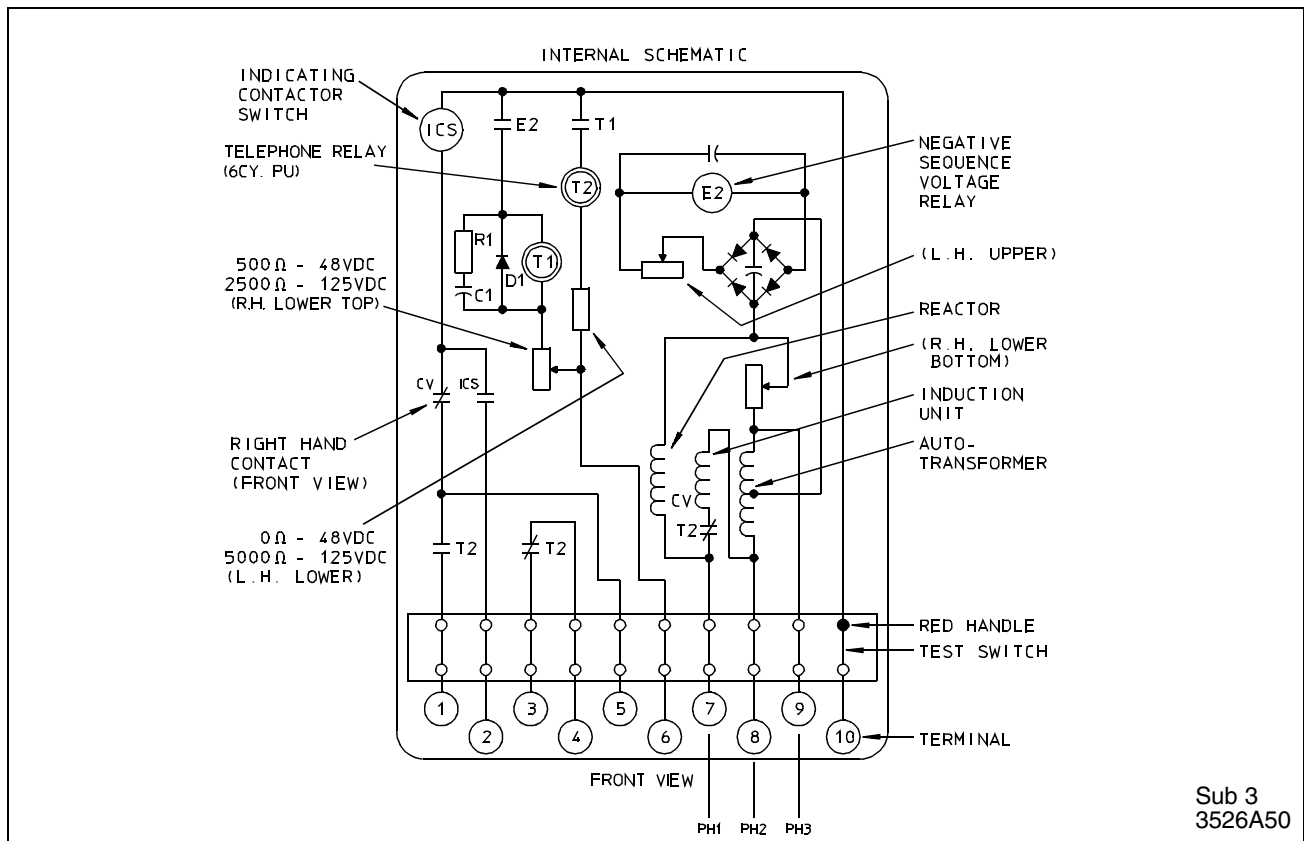 INTERNAL SCHEMATIC
INDICATING
CONTACTOR
SWITCH
ICS
E2
T1
TELEPHONE RELAY
(6CY. PU)
T2
E2
NEGATIVE
SEQUENCE
VOLTAGE
RELAY
R1
T1
D1
C1
500Ω - 48VDC
2500Ω - 125VDC
(R.H. LOWER TOP)
(L.H. UPPER)
REACTOR
(R.H. LOWER
BOTTOM)
CV
ICS
INDUCTION
UNIT
RIGHT HAND
CONTACT
(FRONT VIEW)
AUTO-
TRANSFORMER
CV
T2
0Ω - 48VDC
5000Ω - 125VDC
(L.H. LOWER)
T2
T2
RED HANDLE
TEST SWITCH
1
2
3
4
5
6
7
8
9
10
TERMINAL
FRONT VIEW
PH1
PH2
PH3
Sub 3
3526A50